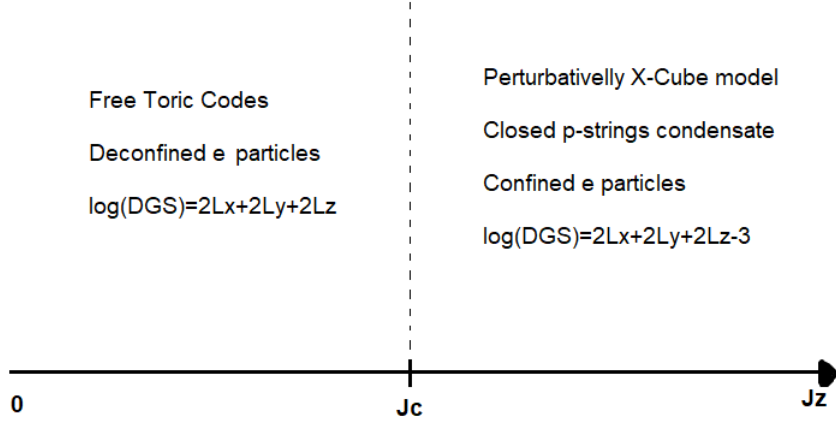 Free Toric Codes
Deconfined e particles
log(DGS)=2Lx+2Ly+2Lz
Perturbativelly X-Cube model
Closed p-strings condensate
Confined e particles
log(DGS)=2Lx+2Ly+2Lz-3
0
Jc
Jz